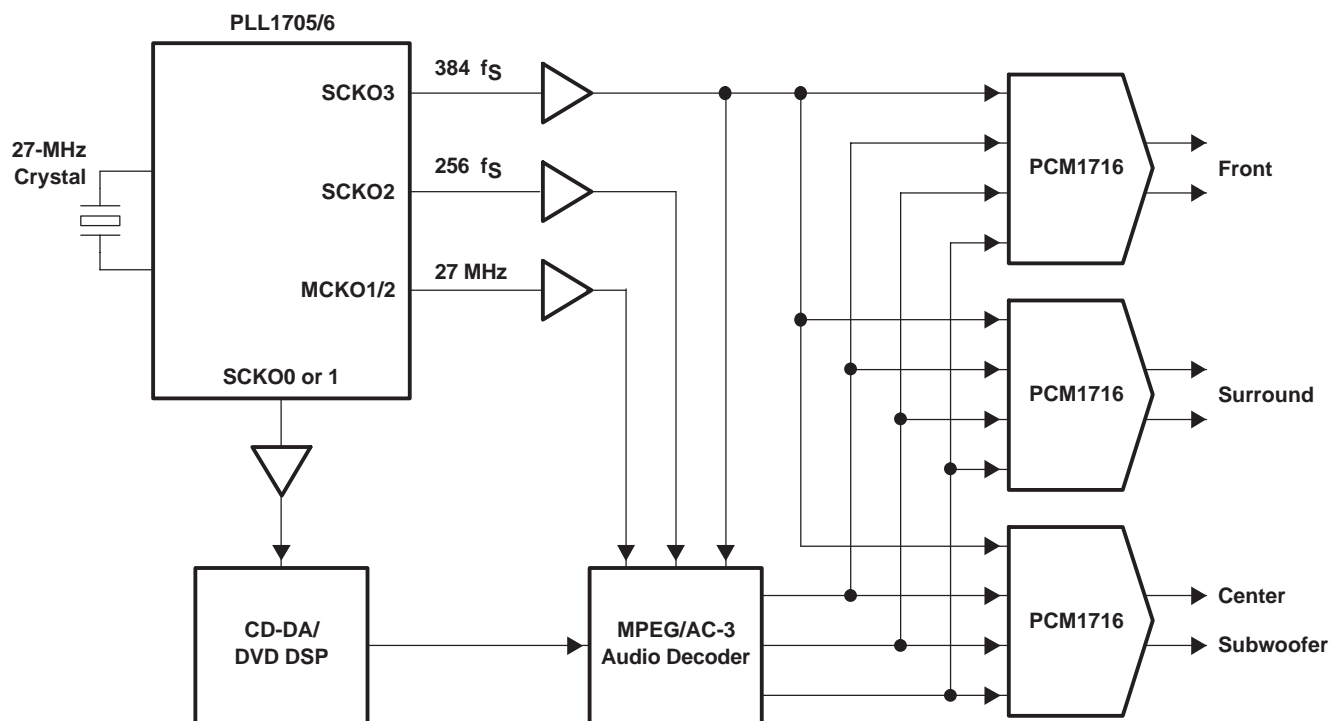 PLL1705/6
384 fS
SCKO3
27-MHz
Crystal
256 fS
SCKO2
27 MHz
MCKO1/2
SCKO0 or 1
PCM1716
Front
PCM1716
Surround
CD-DA/
DVD DSP
MPEG/AC-3
Audio Decoder
PCM1716
Center
Subwoofer